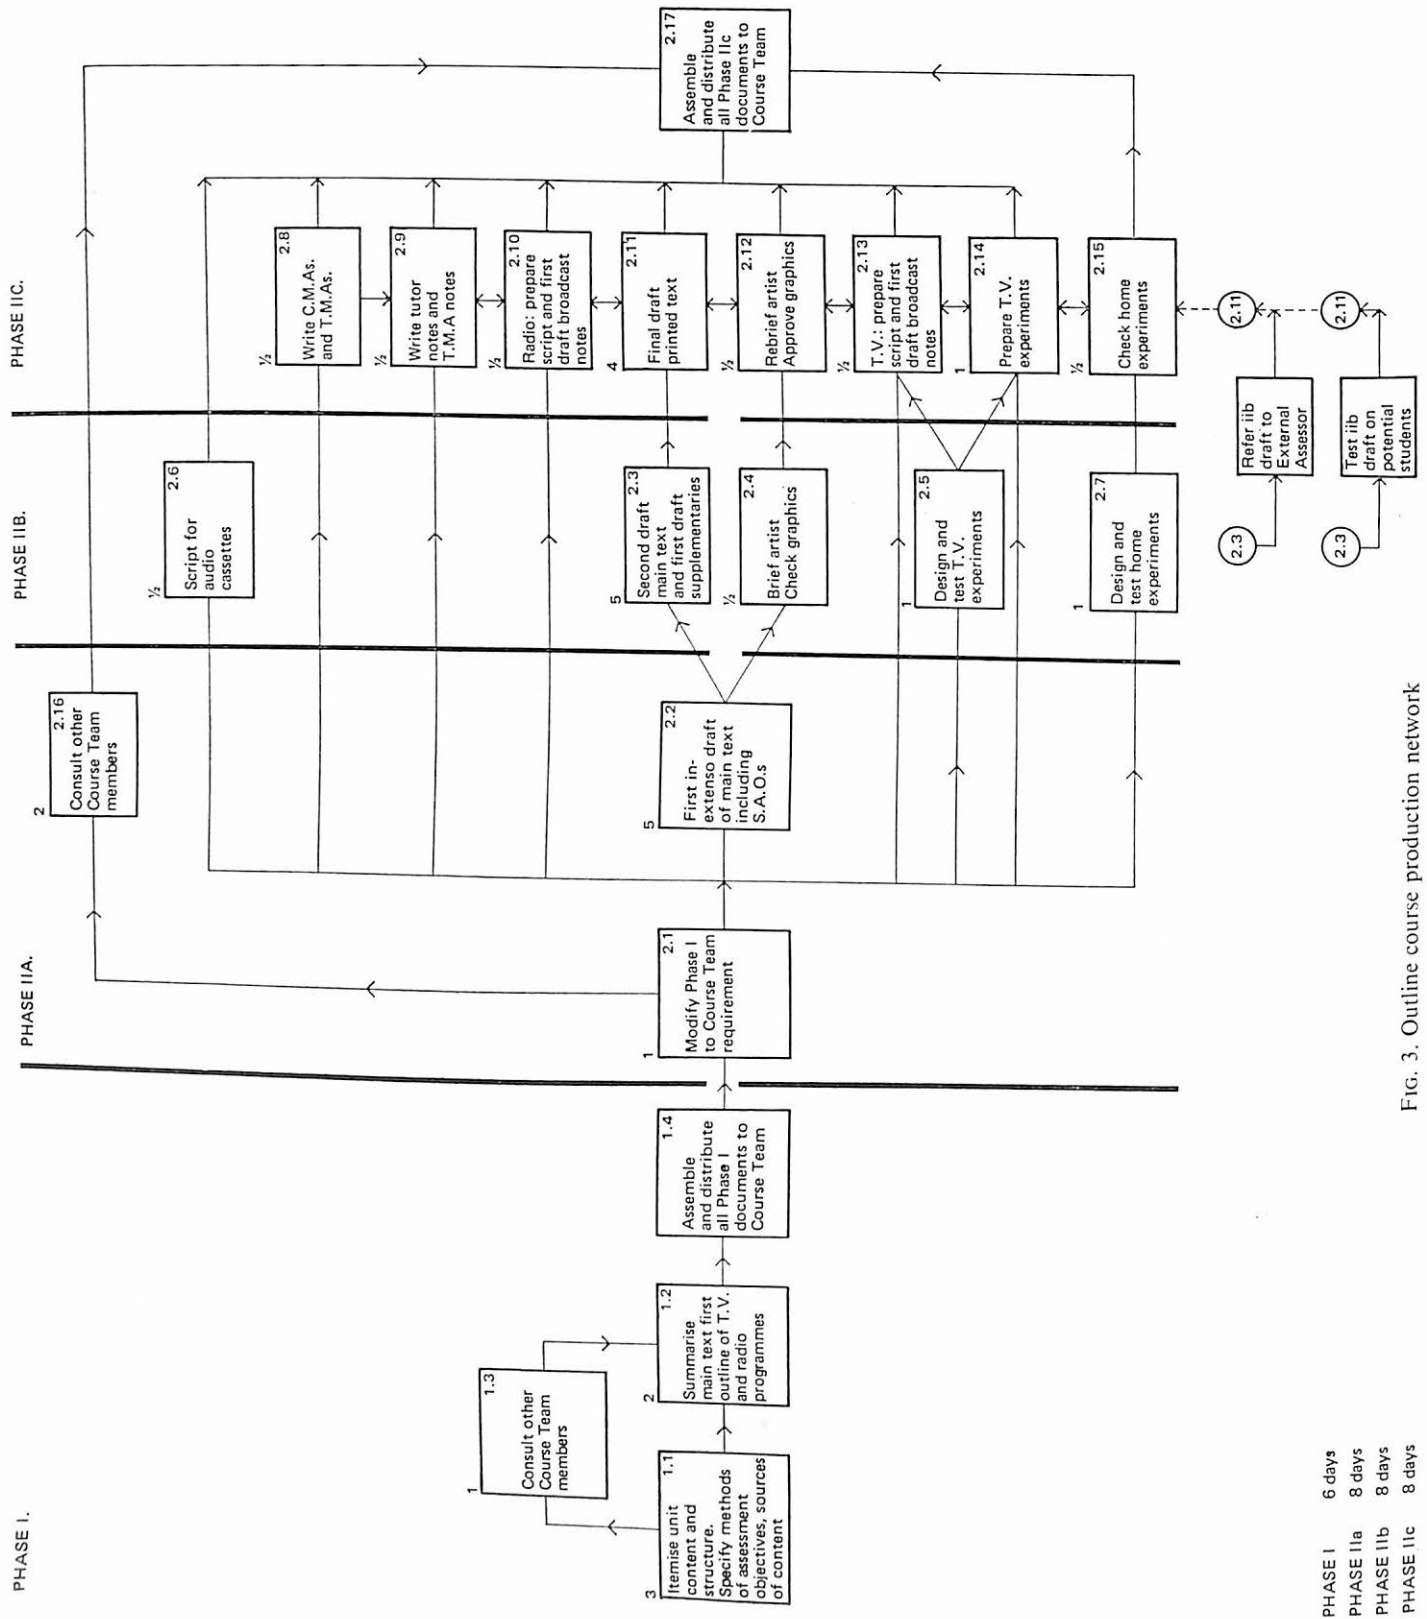 PHASE I.
PHASE IIA.
PHASE IIB.
PHASE IIC.
3
1.1
Itemise unit
content and
structure.
Specify methods
of assessment
objectives, sources
of content
1
1.3
Consult other
Course Team
members
2
1.2
Summarise
main text first
outline of T.V.
and radio
programmes
1.4
Assemble
and distribute
all Phase I
documents to
Course Team
1
2.1
Modify Phase I
to Course Team
requirement
2
2.16
Consult other
Course Team
members
5
2.2
First in-
extenso draft
of main text
including
S.A.O.s
½
2.6
Script for
audio
cassettes
5
2.3
Second draft
main text
and first draft
supplementaries
½
2.4
Brief artist
Check graphics
1
2.5
Design and
test T.V.
experiments
1
2.7
Design and
test home
experiments
½
2.8
Write C.M.As.
and T.M.As.
½
2.9
Write tutor
notes and
T.M.A notes
½
2.10
Radio: prepare
script and first
draft broadcast
notes
4
2.11
Final draft
printed text
½
2.12
Rebrief artist
Approve graphics
½
2.13
T.V.: prepare
script and first
draft broadcast
notes
1
2.14
Prepare T.V.
experiments
½
2.15
Check home
experiments
2.17
Assemble
and distribute
all Phase IIc
documents to
Course Team
2.3
Refer iib
draft to
External
Assessor
2.11
2.3
Test iib
draft on
potential
students
2.11
PHASE I 6 days
PHASE IIa 8 days
PHASE IIb 8 days
PHASE IIc 8 days
FIG. 3. Outline course production network